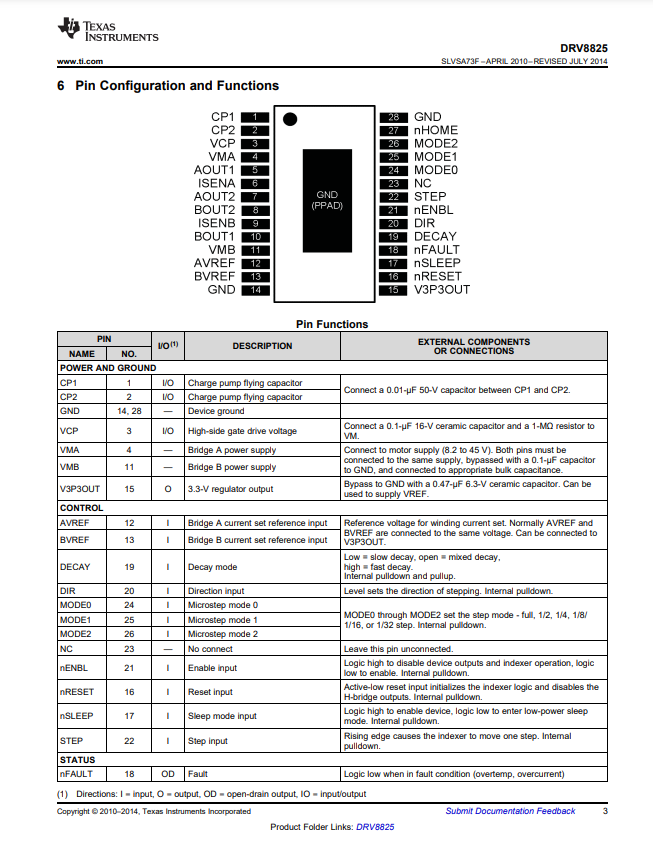 TEXAS
INSTRUMENTS
DRV8825
www.ti.com
SLVSA73F –APRIL 2010–REVISED JULY 2014
6 Pin Configuration and Functions
CP1 1 28 GND
CP2 2 27 nHOME
VCP 3 26 MODE2
VMA 4 25 MODE1
AOUT1 5 24 MODE0
ISENA 6 23 NC
AOUT2 7 22 STEP
BOUT2 8 21 nENBL
ISENB 9 20 DIR
BOUT1 10 19 DECAY
VMB 11 18 nFAULT
AVREF 12 17 nSLEEP
BVREF 13 16 nRESET
GND 14 15 V3P3OUT
GND
(PPAD)
Pin Functions
PIN
NAME NO.
I/O(1)
DESCRIPTION
EXTERNAL COMPONENTS
OR CONNECTIONS
POWER AND GROUND
CP1 1 I/O Charge pump flying capacitor
CP2 2 I/O Charge pump flying capacitor
Connect a 0.01-µF 50-V capacitor between CP1 and CP2.
GND 14, 28 — Device ground
VCP 3 I/O High-side gate drive voltage
Connect a 0.1-µF 16-V ceramic capacitor and a 1-MΩ resistor to
VM.
VMA 4 — Bridge A power supply
VMB 11 — Bridge B power supply
Connect to motor supply (8.2 to 45 V). Both pins must be
connected to the same supply, bypassed with a 0.1-µF capacitor
to GND, and connected to appropriate bulk capacitance.
V3P3OUT 15 O 3.3-V regulator output
Bypass to GND with a 0.47-µF 6.3-V ceramic capacitor. Can be
used to supply VREF.
CONTROL
AVREF 12 I Bridge A current set reference input
BVREF 13 I Bridge B current set reference input
Reference voltage for winding current set. Normally AVREF and
BVREF are connected to the same voltage. Can be connected to
V3P3OUT.
DECAY 19 I Decay mode
Low = slow decay, open = mixed decay,
high = fast decay.
Internal pulldown and pullup.
DIR 20 I Direction input Level sets the direction of stepping. Internal pulldown.
MODE0 24 I Microstep mode 0
MODE1 25 I Microstep mode 1
MODE2 26 I Microstep mode 2
MODE0 through MODE2 set the step mode - full, 1/2, 1/4, 1/8/
1/16, or 1/32 step. Internal pulldown.
NC 23 — No connect Leave this pin unconnected.
nENBL 21 I Enable input
Logic high to disable device outputs and indexer operation, logic
low to enable. Internal pulldown.
nRESET 16 I Reset input
Active-low reset input initializes the indexer logic and disables the
H-bridge outputs. Internal pulldown.
nSLEEP 17 I Sleep mode input
Logic high to enable device, logic low to enter low-power sleep
mode. Internal pulldown.
STEP 22 I Step input
Rising edge causes the indexer to move one step. Internal
pulldown.
STATUS
nFAULT 18 OD Fault Logic low when in fault condition (overtemp, overcurrent)
(1) Directions: I = input, O = output, OD = open-drain output, IO = input/output
Copyright © 2010–2014, Texas Instruments Incorporated
Submit Documentation Feedback
3
Product Folder Links: DRV8825